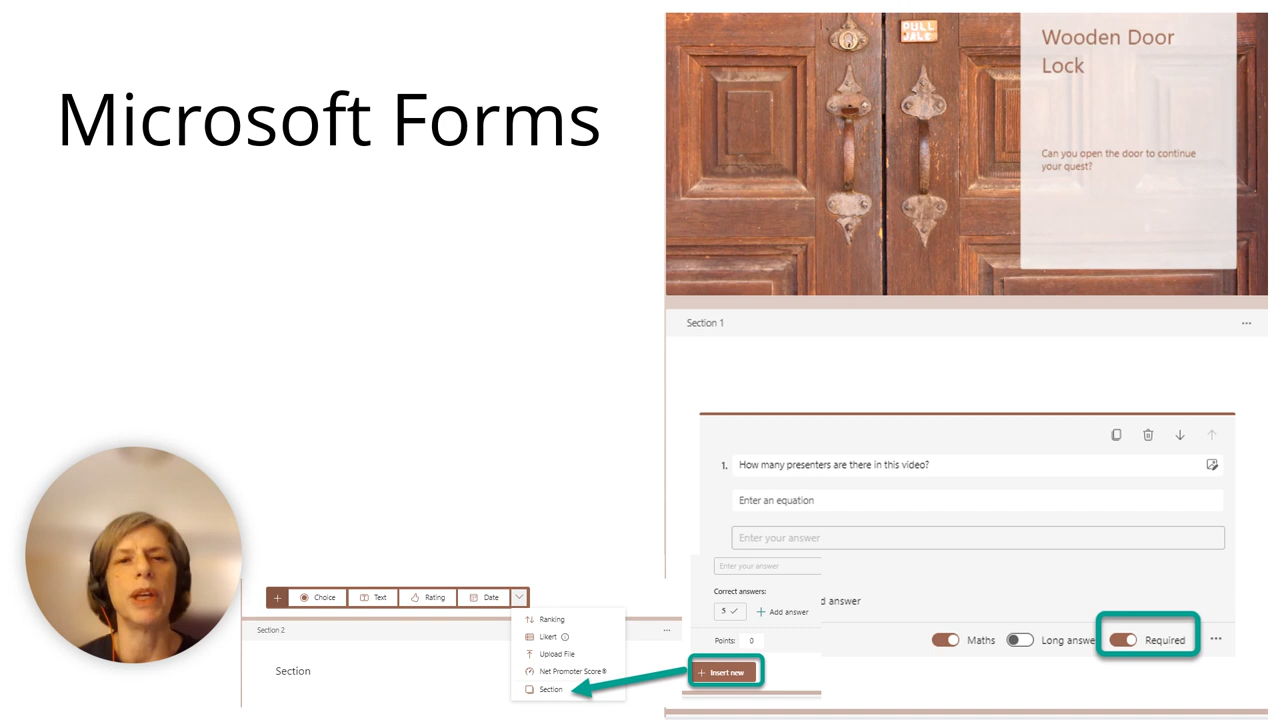 Microsoft Forms
PULL
JALE
Wooden Door
Lock
Can you open the door to continue
your quest?
Section 1
1. How many presenters are there in this video?
Enter an equation
Enter your answer
Enter your answer
Correct answers:
d answer
5
Add answer
Points: 0
Maths
Long answe
Required
Insert new
Choice
Text
Rating
Date
Section 2
Section
Ranking
Likert
Upload File
Net Promoter Score®
Section